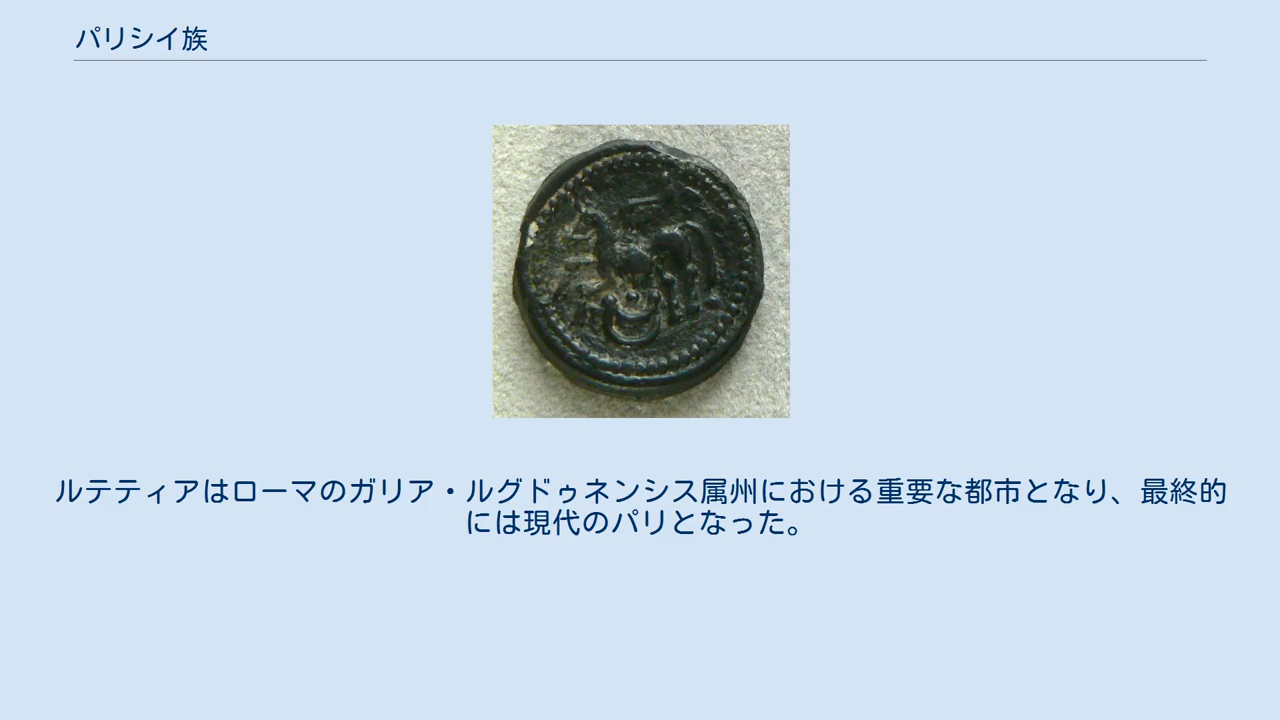 パリシイ族
ルテティアはローマのガリア・ルグドゥネンシス属州における重要な都市となり、最終的
には現代のパリとなった。